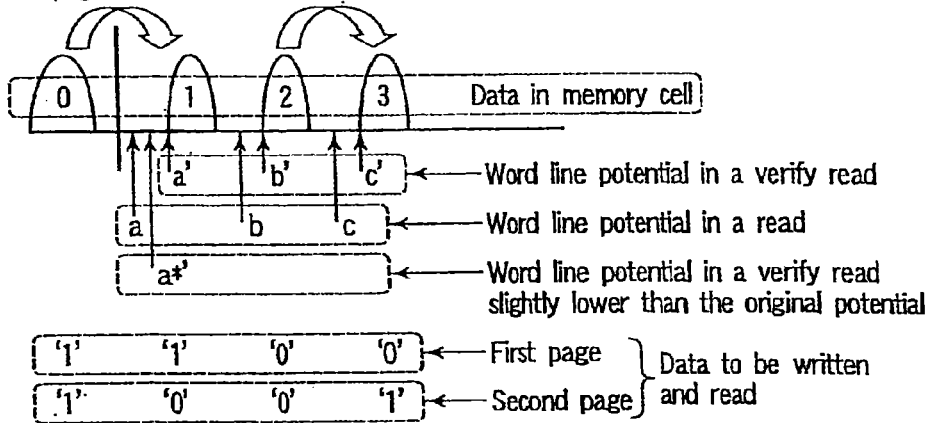 0 1 2 3 Data in memory cell
a' b' c' Word line potential in a verify read
a b c Word line potential in a read
a*' Word line potential in a verify read
slightly lower than the original potential
'1' '1' '0' '0' First page
Data to be written
and read
'1' '0' '0' '1' Second page